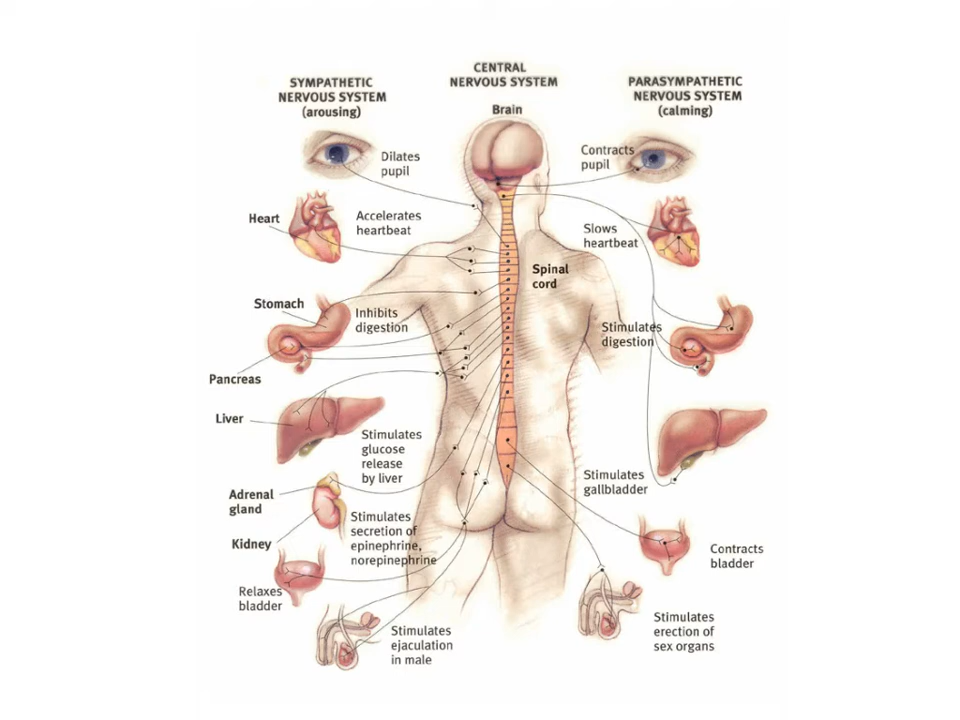 SYMPATHETIC
NERVOUS SYSTEM
(arousing)
CENTRAL
NERVOUS SYSTEM
PARASYMPATHETIC
NERVOUS SYSTEM
(calming)
Brain
Dilates
pupil
Contracts
pupil
Heart
Accelerates
heartbeat
Slows
heartbeat
Spinal
cord
Stomach
Inhibits
digestion
Stimulates
digestion
Pancreas
Liver
Stimulates
glucose
release
by liver
Stimulates
gallbladder
Adrenal
gland
Kidney
Stimulates
secretion of
epinephrine,
norepinephrine
Contracts
bladder
Relaxes
bladder
Stimulates
ejaculation
in male
Stimulates
erection of
sex organs